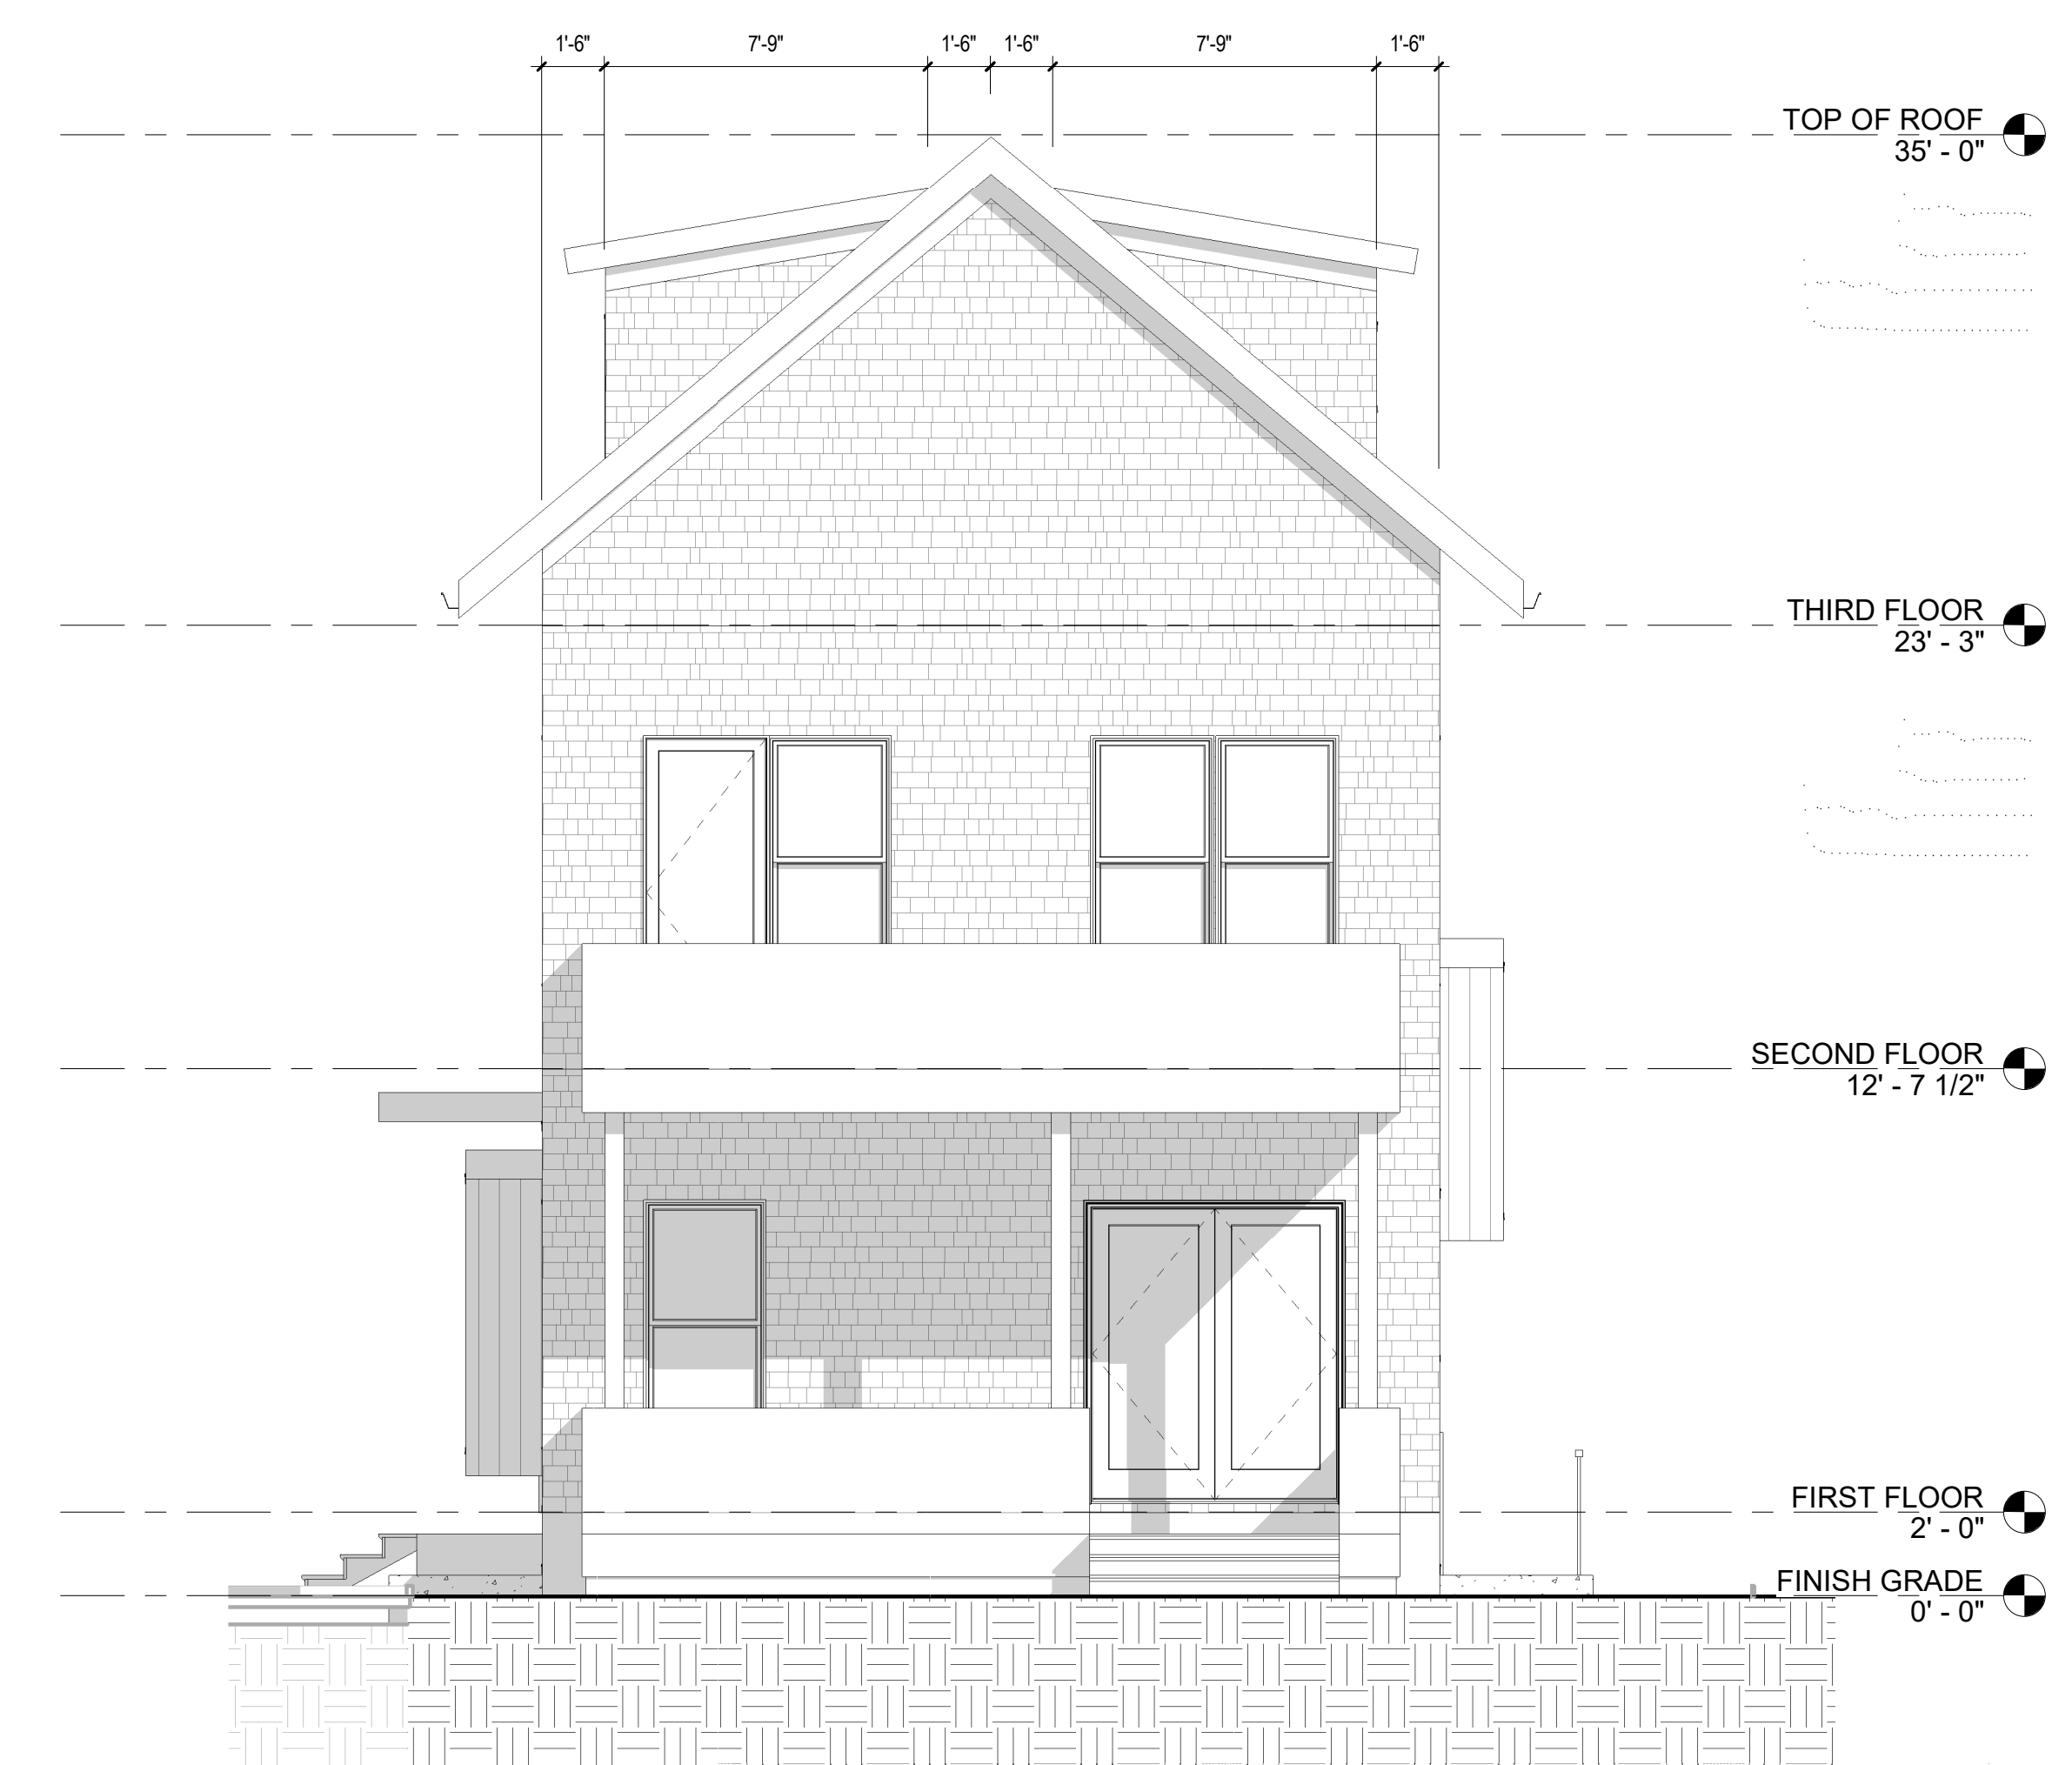 1'-6" 7'-9" 1'-6" 1'-6" 7'-9" 1'-6"
TOP OF ROOF
35' - 0"
THIRD FLOOR
23' - 3"
SECOND FLOOR
12' - 7 1/2"
FIRST FLOOR
2' - 0"
FINISH GRADE
0' - 0"